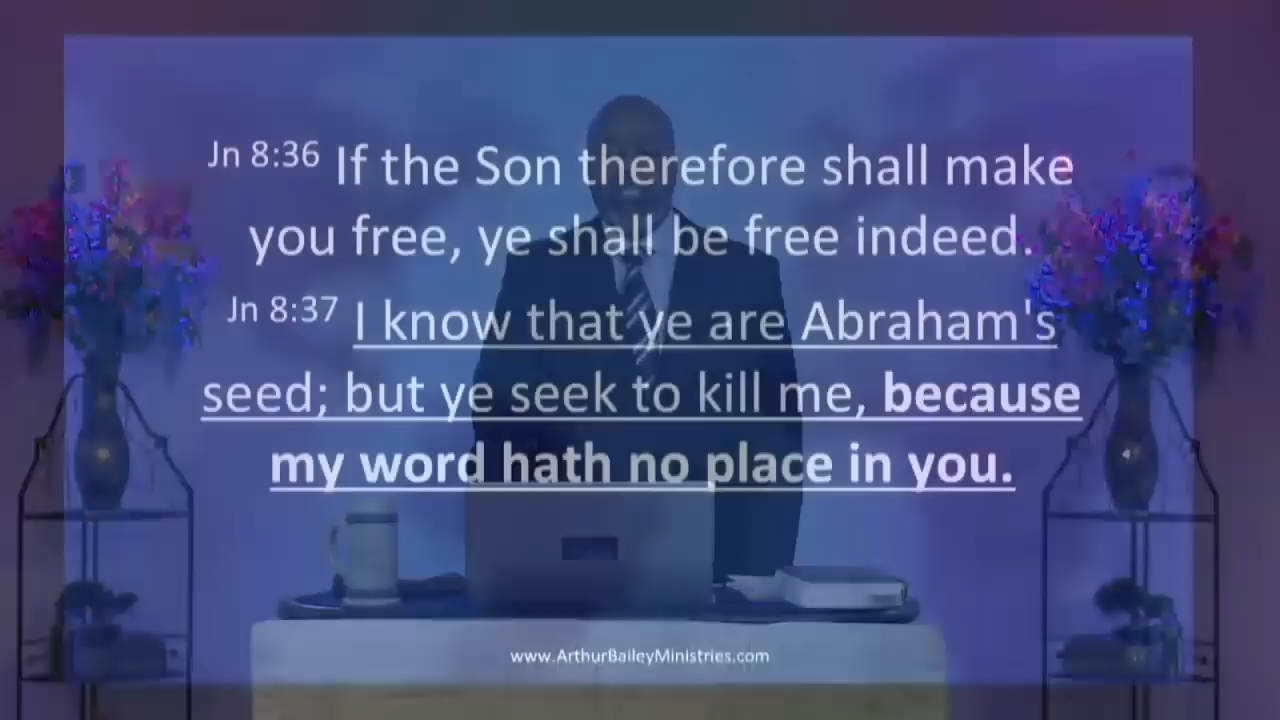 Jn 8:36 If the Son therefore shall make
you free, ye shall be free indeed.
Jn 8:37 I know that ye are Abraham's
seed; but ye seek to kill me, because
my word hath no place in you.
www.ArthurBaileyMinistries.com